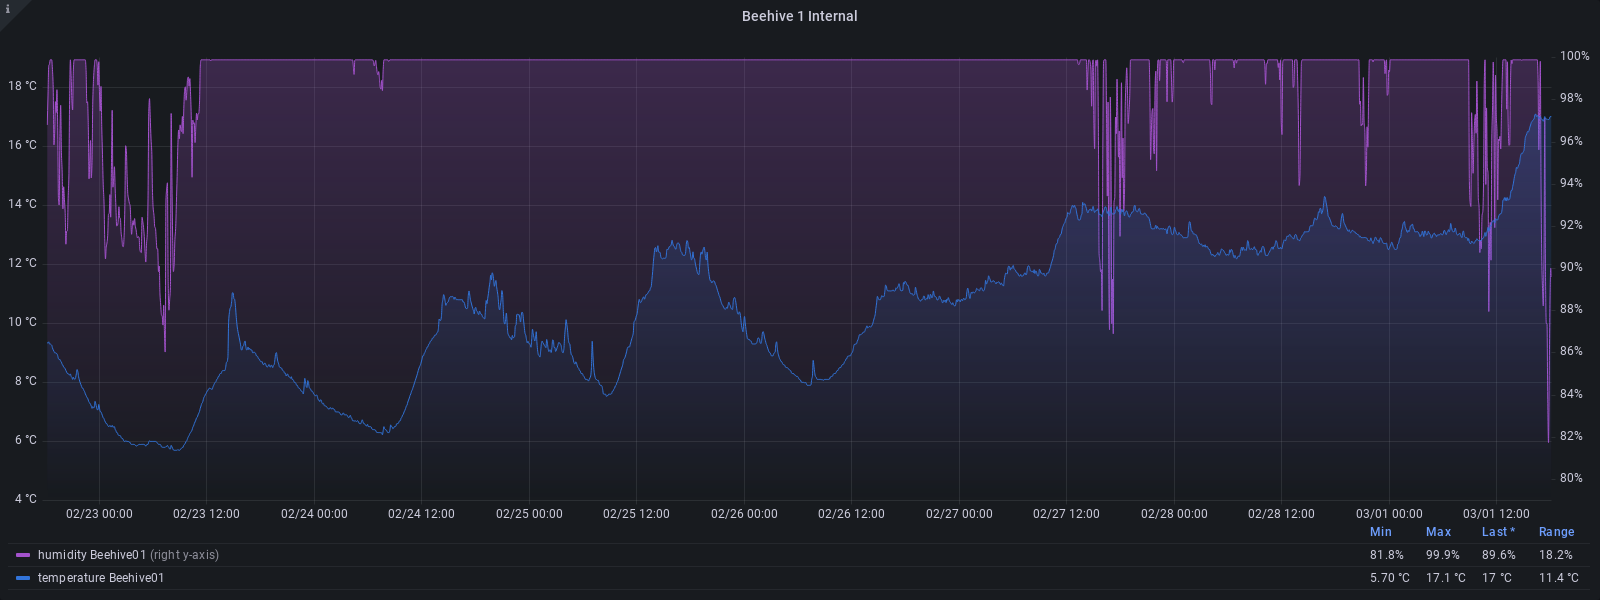 i
Beehive 1 Internal
100%
18 °C
98%
16 °C
96%
94%
14 °C
92%
12 °C
90%
10 °C
88%
86%
8 °C
84%
6 °C
82%
80%
4 °C
02/23 00:00 02/23 12:00 02/24 00:00 02/24 12:00 02/25 00:00 02/25 12:00 02/26 00:00 02/26 12:00 02/27 00:00 02/27 12:00 02/28 00:00 02/28 12:00 03/01 00:00 03/01 12:00
Min Max Last * Range
humidity Beehive01 (right y-axis) 81.8% 99.9% 89.6% 18.2%
temperature Beehive01 5.70 °C 17.1 °C 17 °C 11.4 °C